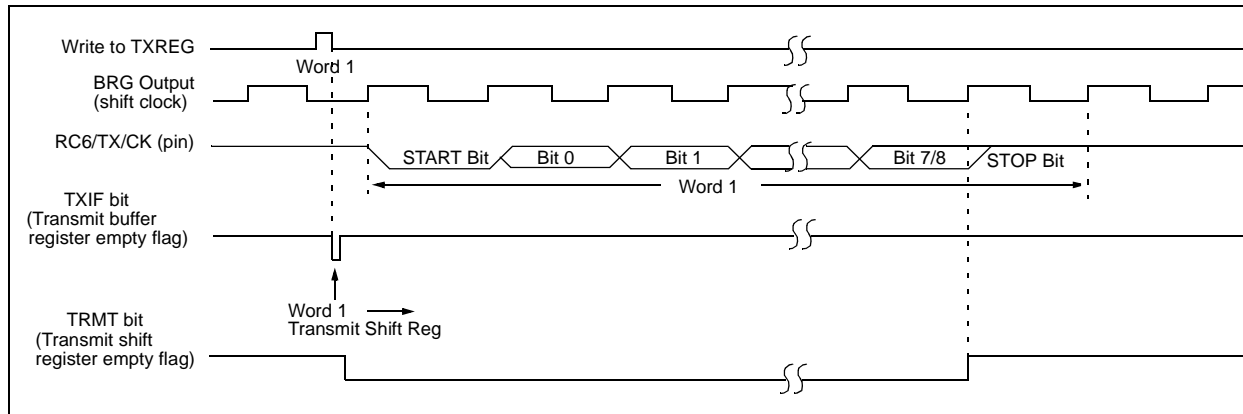 Write to TXREG
Word 1
BRG Output
(shift clock)
RC6/TX/CK (pin)
START Bit
Bit 0
Bit 1
Bit 7/8
STOP Bit
Word 1
TXIF bit
(Transmit buffer
register empty flag)
Word 1
Transmit Shift Reg
TRMT bit
(Transmit shift
register empty flag)